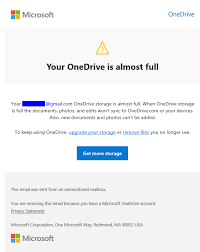 Microsoft
OneDrive
Your OneDrive is almost full
Your @gmail.com OneDrive storage is almost full. When OneDrive storage
is full the documents, photos, and edits won't sync to OneDrive.com or your devices.
Also, new documents and photos can't be added.
To keep using OneDrive, upgrade your storage or remove files you no longer use.
Get more storage
This email was sent from an unmonitored mailbox.
You are receiving this email because you have a Microsoft OneDrive account.
Privacy Statement
Microsoft Corporation, One Microsoft Way, Redmond, WA 98052 USA
Microsoft